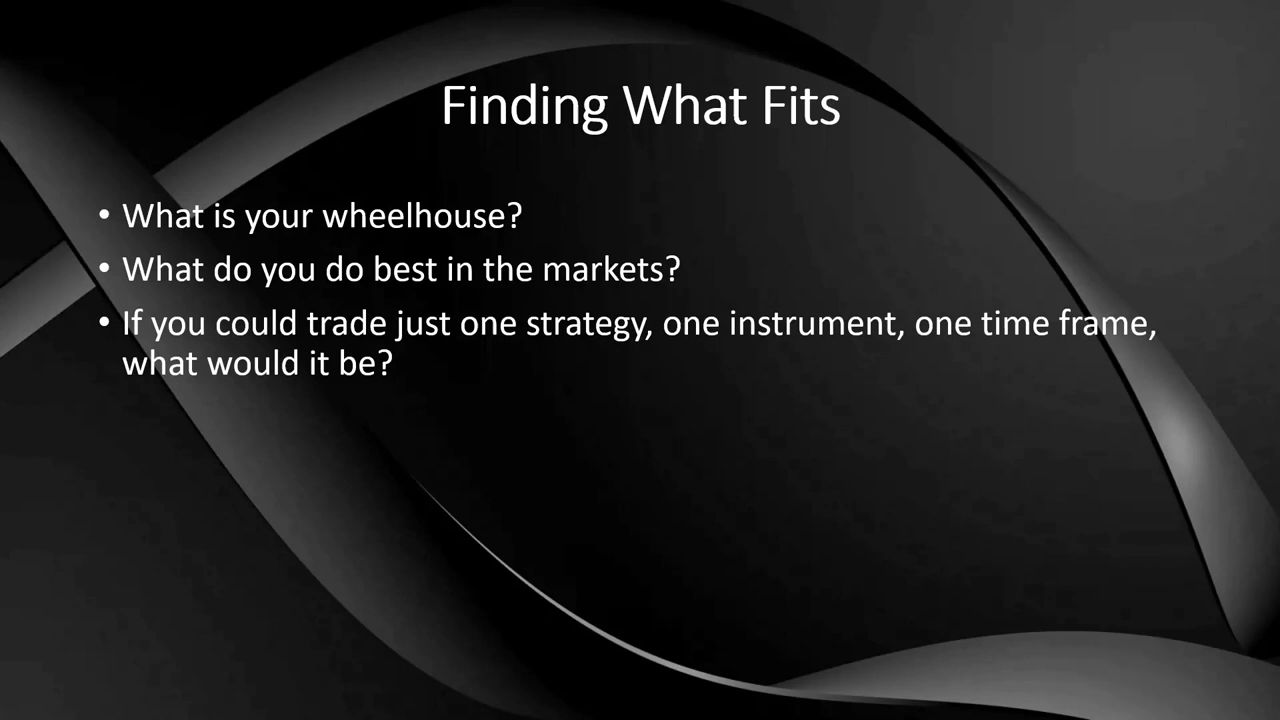 Finding What Fits
• What is your wheelhouse?
• What do you do best in the markets?
• If you could trade just one strategy, one instrument, one time frame,
what would it be?